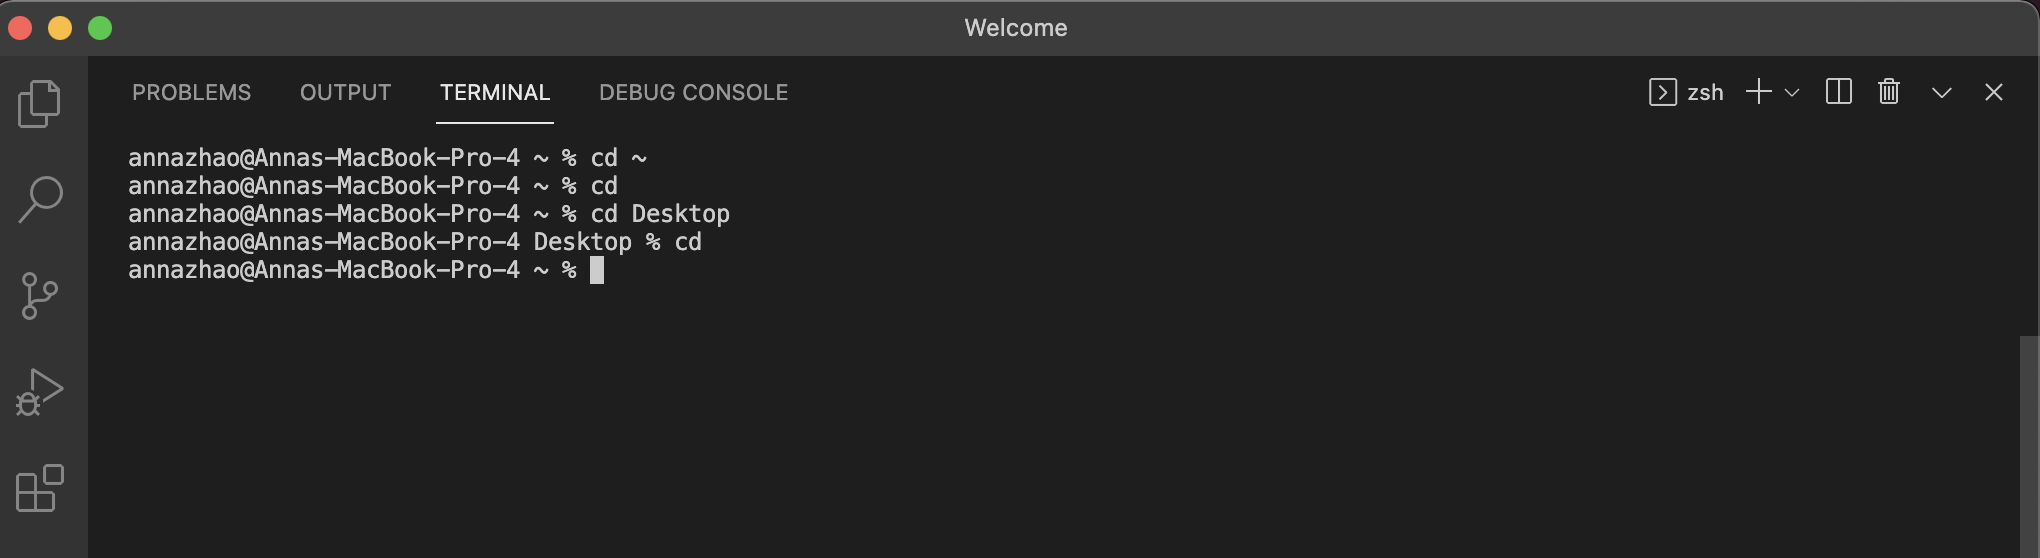 Welcome
PROBLEMS OUTPUT TERMINAL DEBUG CONSOLE zsh
annazhao@Annas-MacBook-Pro-4 ~ % cd ~
annazhao@Annas-MacBook-Pro-4 ~ % cd
annazhao@Annas-MacBook-Pro-4 ~ % cd Desktop
annazhao@Annas-MacBook-Pro-4 Desktop % cd
annazhao@Annas-MacBook-Pro-4 ~ %